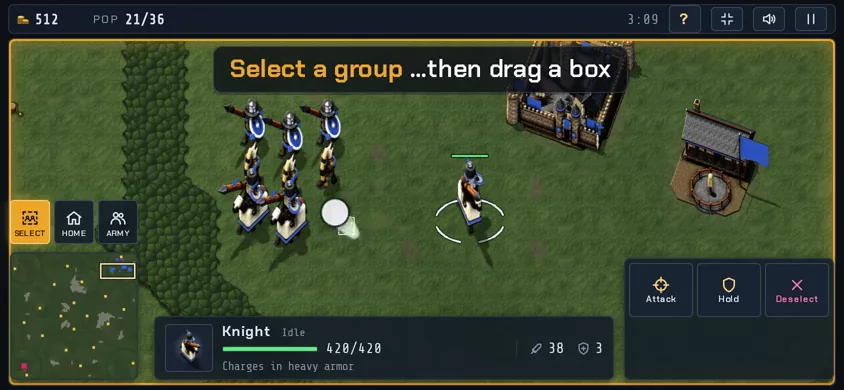 512 POP 21/36 3:09 ?
Select a group ...then drag a box
SELECT HOME ARMY
Attack Hold Deselect
Knight Idle
420/420 38 3
Charges in heavy armor